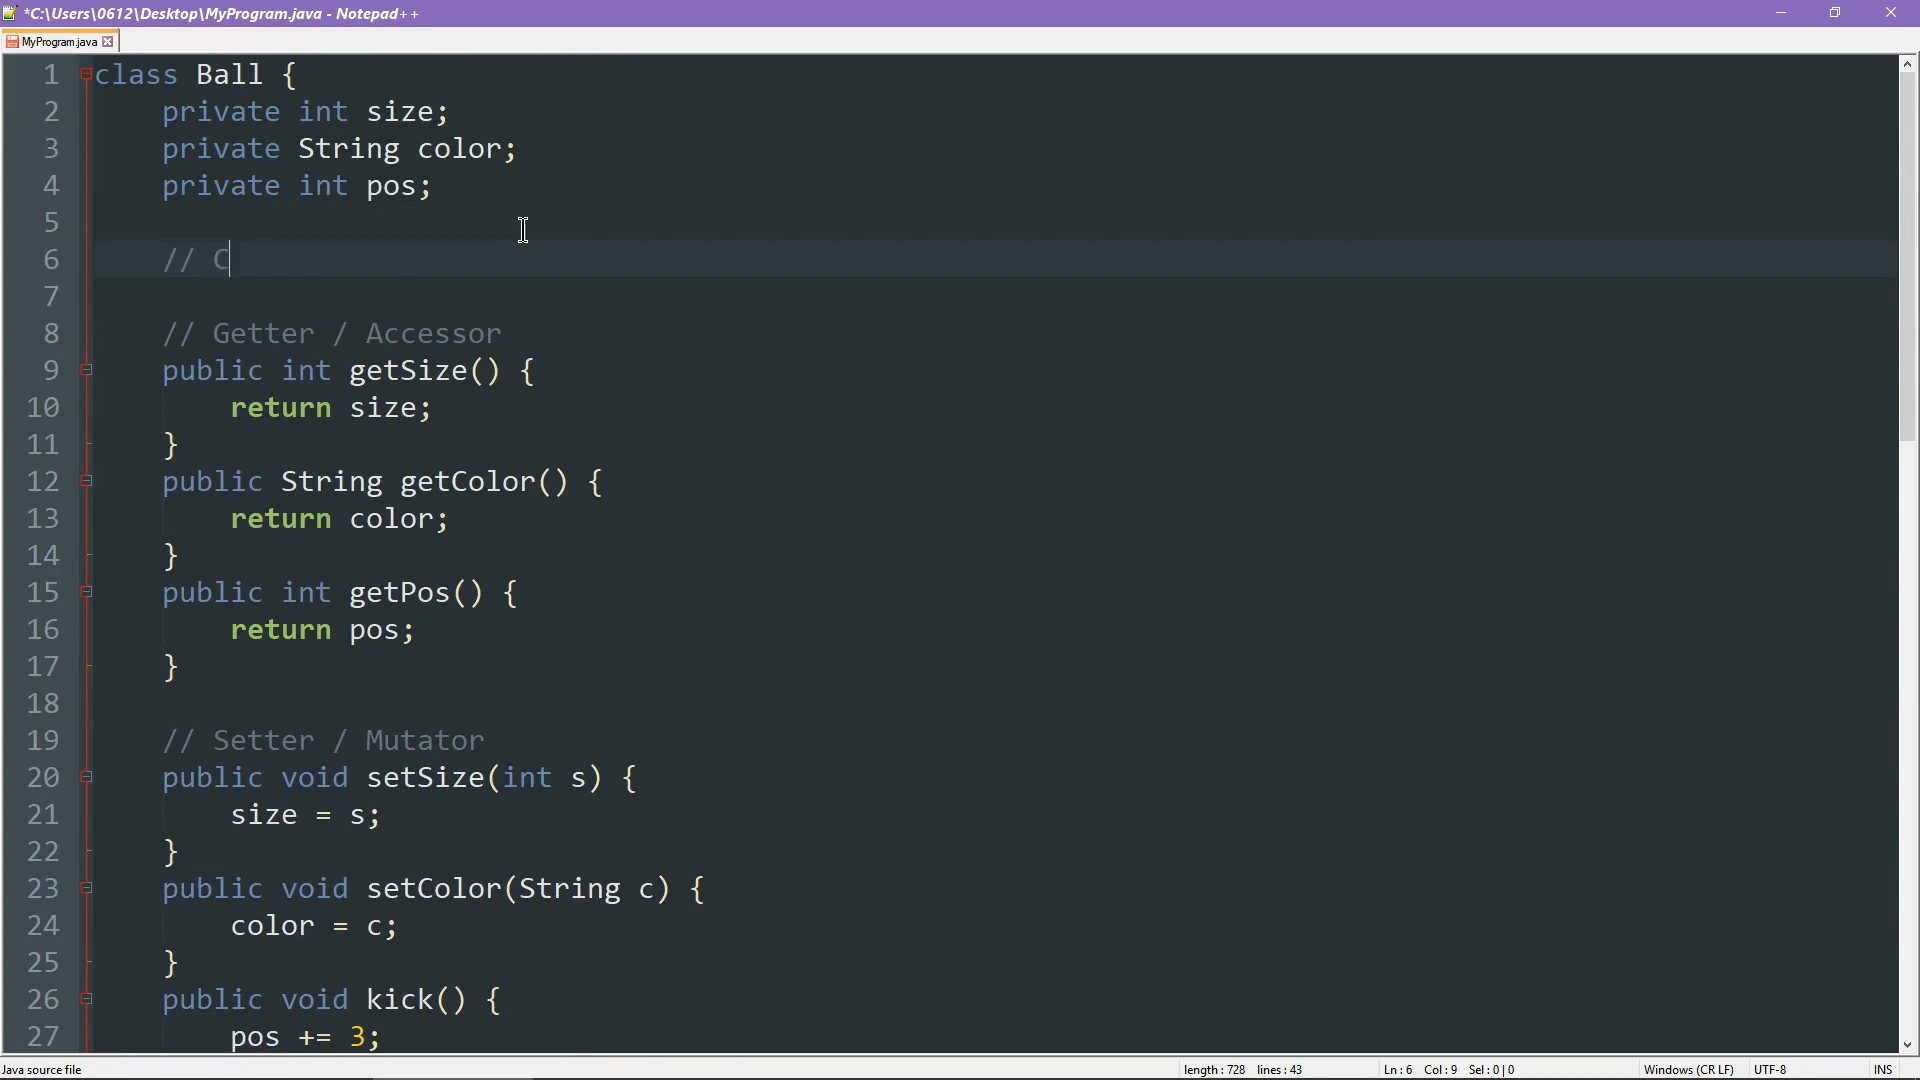 *C:\Users\0612\Desktop\MyProgram.java - Notepad++
MyProgram.java
1 class Ball {
2     private int size;
3     private String color;
4     private int pos;
5
6     // C
7
8     // Getter / Accessor
9     public int getSize() {
10         return size;
11     }
12     public String getColor() {
13         return color;
14     }
15     public int getPos() {
16         return pos;
17     }
18
19     // Setter / Mutator
20     public void setSize(int s) {
21         size = s;
22     }
23     public void setColor(String c) {
24         color = c;
25     }
26     public void kick() {
27         pos += 3;
Java source file length : 728 lines : 43 Ln : 6 Col : 9 Sel : 0 | 0 Windows (CR LF) UTF-8 INS